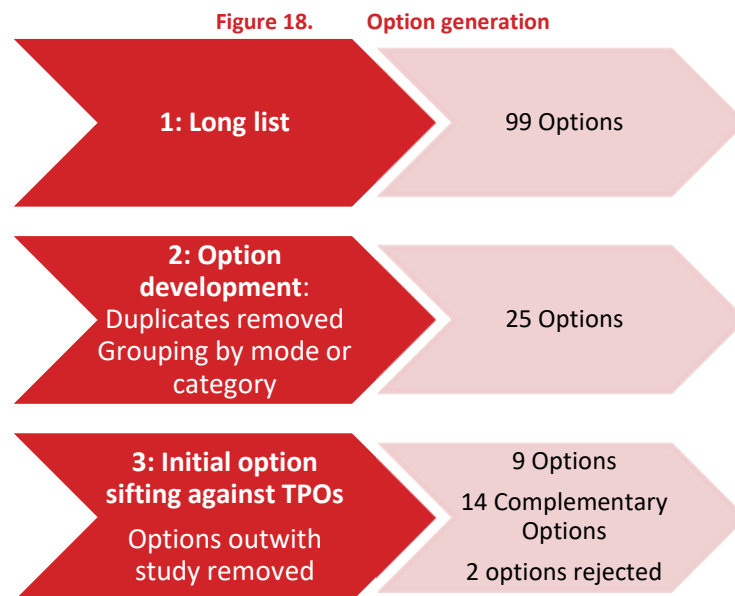 Figure 18. Option generation
1: Long list
99 Options
2: Option
development:
Duplicates removed
Grouping by mode or
category
25 Options
3: Initial option
sifting against TPOs
Options outwith
study removed
9 Options
14 Complementary
Options
2 options rejected